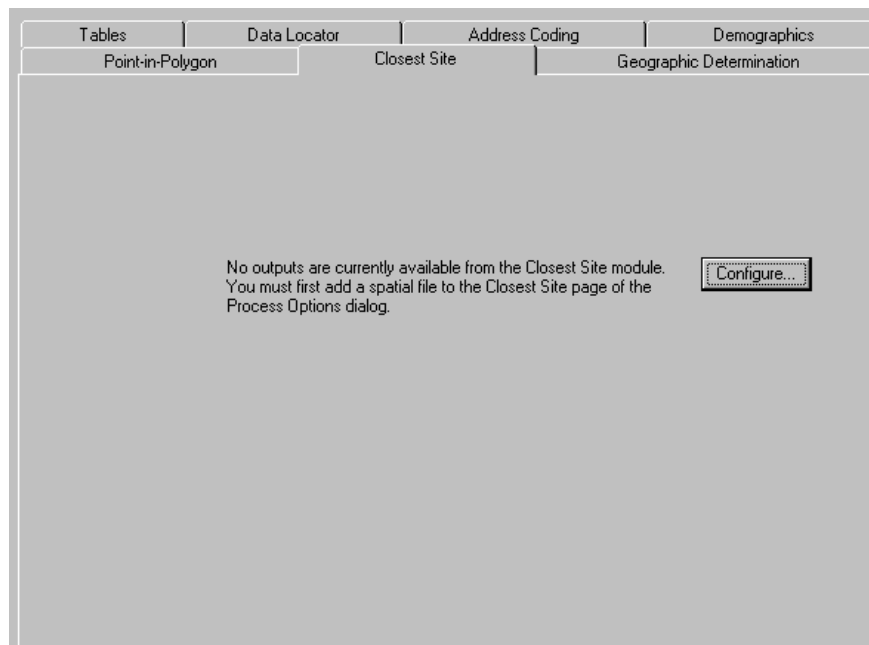 Tables Data Locator Address Coding Demographics
Point-in-Polygon Closest Site Geographic Determination
No outputs are currently available from the Closest Site module.
You must first add a spatial file to the Closest Site page of the
Process Options dialog.
Configure...